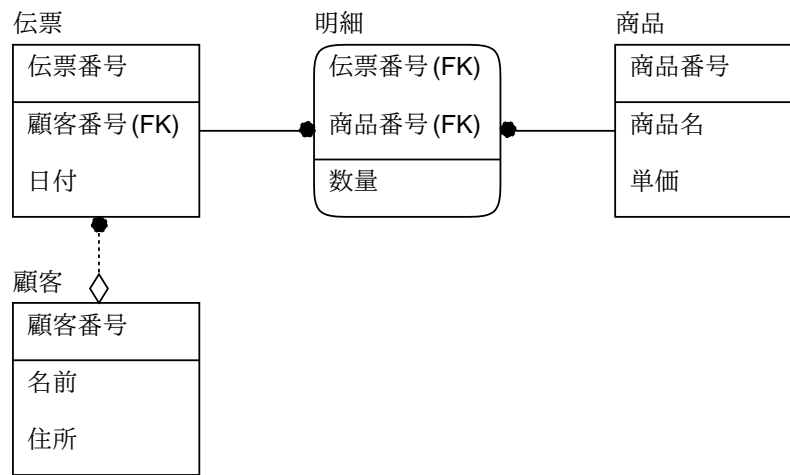 伝票
伝票番号
顧客番号(FK)
日付
明細
伝票番号(FK)
商品番号(FK)
数量
商品
商品番号
商品名
単価
顧客
顧客番号
名前
住所